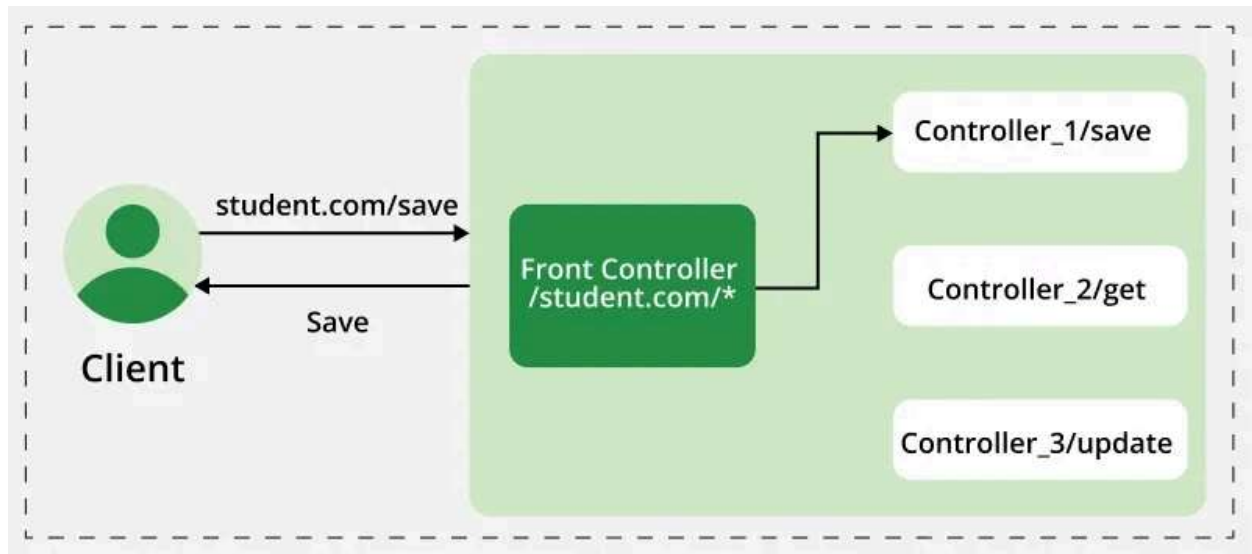 student.com/save
Save
Client
Front Controller
/student.com/*
Controller_1/save
Controller_2/get
Controller_3/update